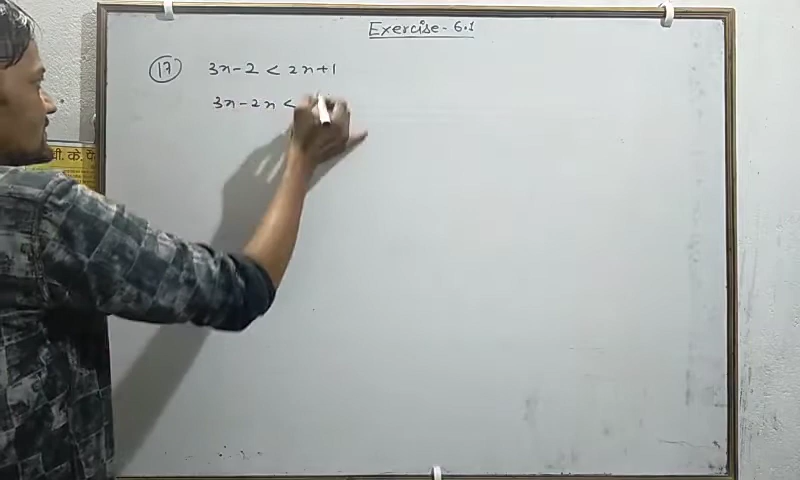 Exercise-6.1
17 3x-2 < 2x+1
3x-2x <
वी. के. पें